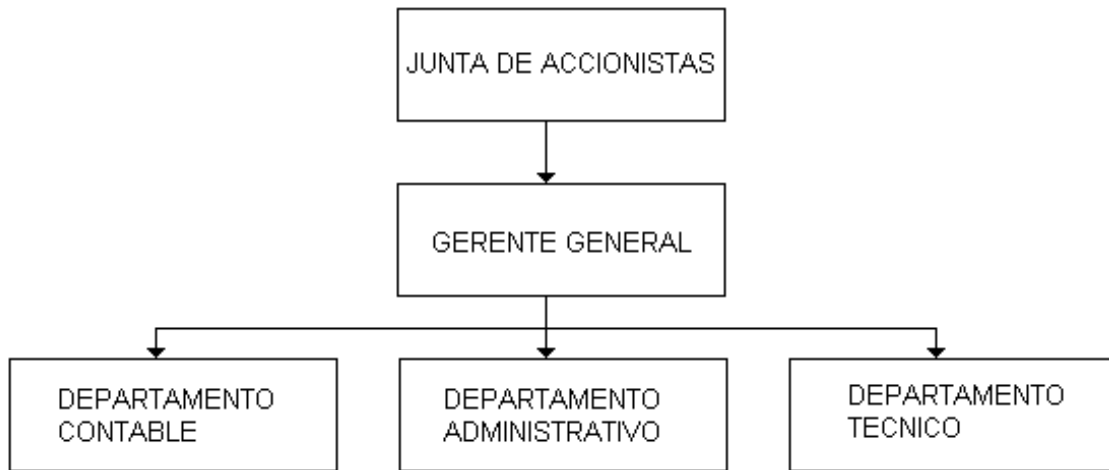 JUNTA DE ACCIONISTAS
GERENTE GENERAL
DEPARTAMENTO
CONTABLE
DEPARTAMENTO
ADMINISTRATIVO
DEPARTAMENTO
TECNICO